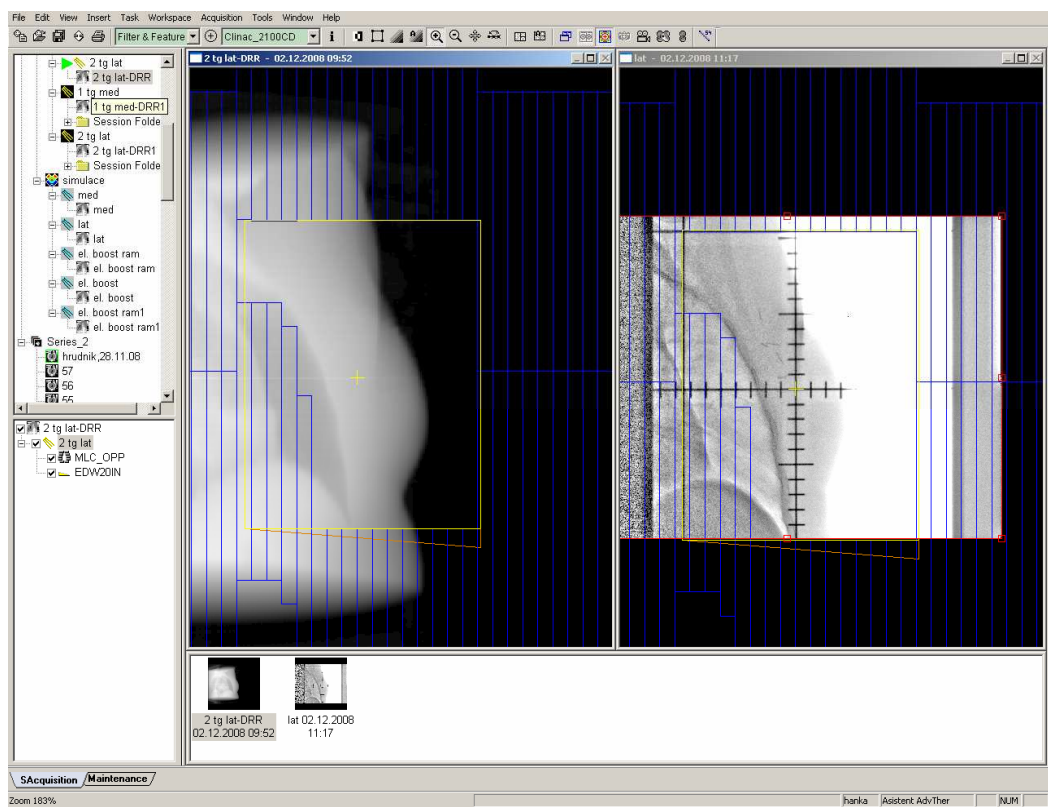 File Edit View Insert Task Workspace Acquisition Tools Window Help
Filter & Feature Clinac_2100CD
2 tg lat
2 tg lat-DRR
1 tg med
1 tg med-DRR1
Session Folde
2 tg lat
2 tg lat-DRR1
Session Folde
simulace
med
med
lat
lat
el. boost ram
el. boost ram
el. boost
el. boost
el. boost ram1
el. boost ram1
Series_2
hrudnik,28.11.08
57
56
55
2 tg lat-DRR
2 tg lat
MLC_OPP
EDW20IN
2 tg lat-DRR - 02.12.2008 09:52
lat - 02.12.2008 11:17
2 tg lat-DRR
02.12.2008 09:52
lat 02.12.2008
11:17
SAcquisition Maintenance
Zoom 183% hanka Asistent AdvTher NUM